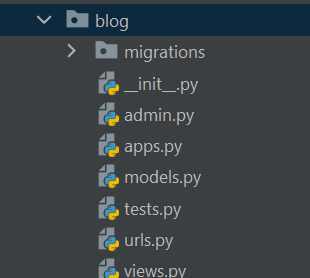 blog
migrations
__init__.py
admin.py
apps.py
models.py
tests.py
urls.py
views.py